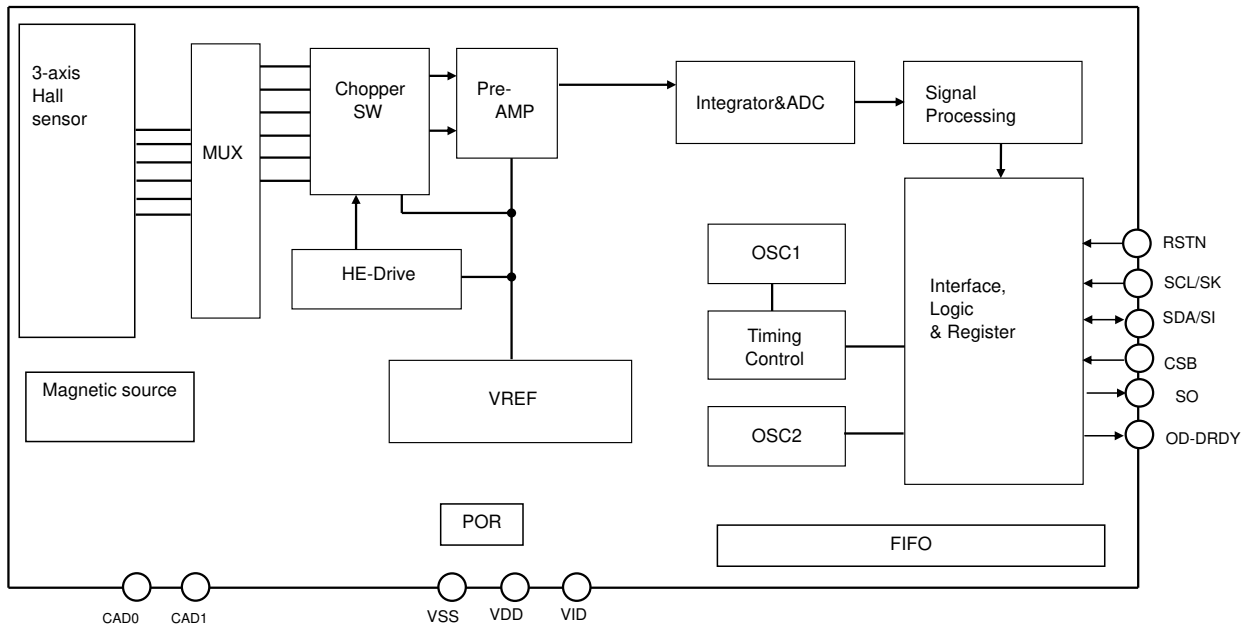 3-axis
Hall
sensor
MUX
Chopper
SW
Pre-
AMP
Integrator&ADC
Signal
Processing
HE-Drive
OSC1
Timing
Control
OSC2
Interface,
Logic
& Register
RSTN
SCL/SK
SDA/SI
CSB
SO
OD-DRDY
Magnetic source
VREF
POR
FIFO
CAD0
CAD1
VSS
VDD
VID